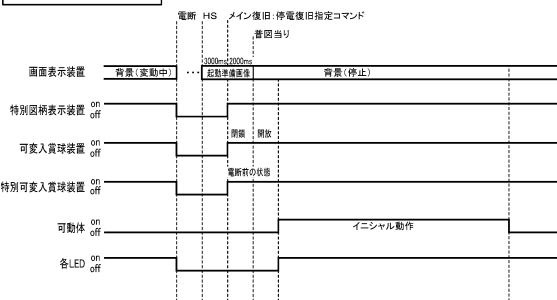 電断 HS メイン復旧:停電復旧指定コマンド
普図当り
3000ms 2000ms
画面表示装置 背景(変動中) ・・・ 起動準備画像 背景(停止)
特別図柄表示装置 on
off
閉鎖 開放
可変入賞球装置 on
off
電断前の状態
特別可変入賞球装置 on
off
可動体 on
off
イニシャル動作
各LED on
off